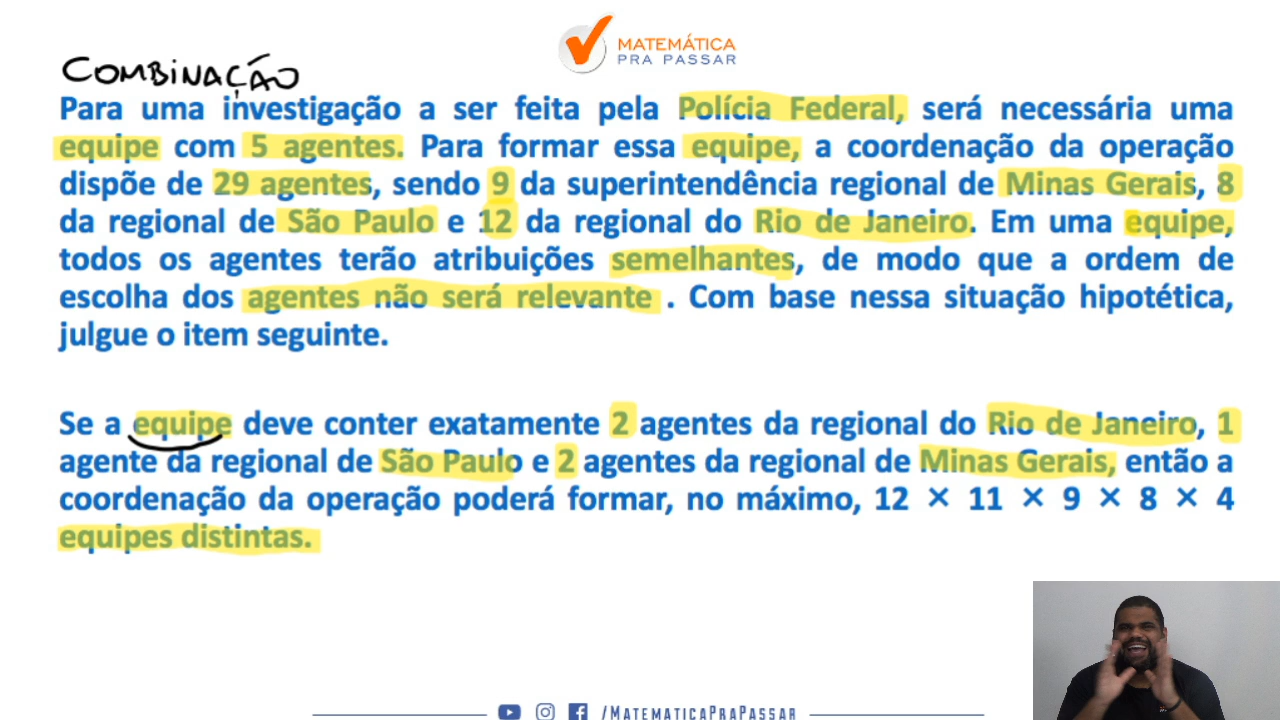 MATEMÁTICA
PRA PASSAR
COMBINAÇÃO
Para uma investigação a ser feita pela Polícia Federal, será necessária uma
equipe com 5 agentes. Para formar essa equipe, a coordenação da operação
dispõe de 29 agentes, sendo 9 da superintendência regional de Minas Gerais, 8
da regional de São Paulo e 12 da regional do Rio de Janeiro. Em uma equipe,
todos os agentes terão atribuições semelhantes, de modo que a ordem de
escolha dos agentes não será relevante . Com base nessa situação hipotética,
julgue o item seguinte.
Se a equipe deve conter exatamente 2 agentes da regional do Rio de Janeiro, 1
agente da regional de São Paulo e 2 agentes da regional de Minas Gerais, então a
coordenação da operação poderá formar, no máximo, 12 × 11 × 9 × 8 × 4
equipes distintas.
/MATEMATICAPRAPASSAR